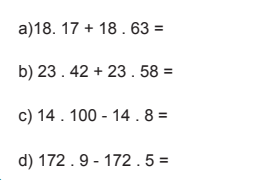 a)18. 17 + 18 . 63 =
b) 23 . 42 + 23 . 58 =
c) 14 . 100 - 14 . 8 =
d) 172 . 9 - 172 . 5 =